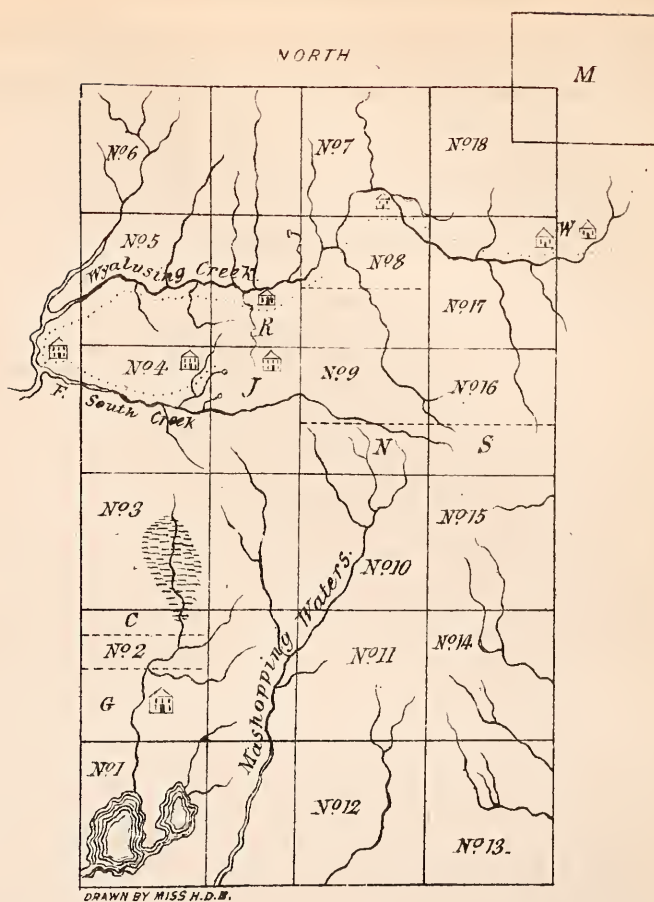 NORTH
M
No 6
No 7
No 18
No 5
W
Wyalusing Creek
No 8
R
No 17
No 4
J
No 9
No 16
F.
South Creek
N
S
No 3
No 15
No 10
Mashopping Waters.
C
No 2
No 11
No 14
G
No 1
No 12
No 13
DRAWN BY MISS H.D.